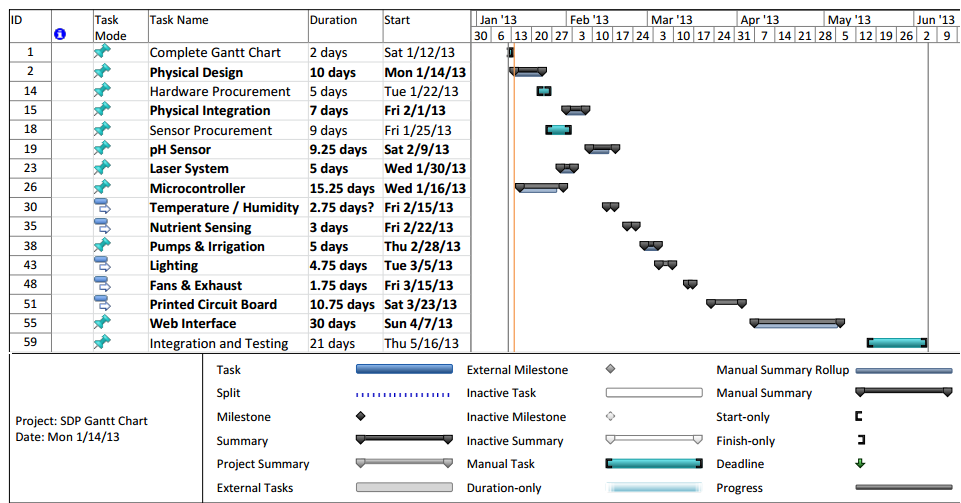 ID Task Mode Task Name Duration Start Jan '13 Feb '13 Mar '13 Apr '13 May '13 Jun '13
30 6 13 20 27 3 10 17 24 3 10 17 24 31 7 14 21 28 5 12 19 26 2 9
1 Complete Gantt Chart 2 days Sat 1/12/13
2 Physical Design 10 days Mon 1/14/13
14 Hardware Procurement 5 days Tue 1/22/13
15 Physical Integration 7 days Fri 2/1/13
18 Sensor Procurement 9 days Fri 1/25/13
19 pH Sensor 9.25 days Sat 2/9/13
23 Laser System 5 days Wed 1/30/13
26 Microcontroller 15.25 days Wed 1/16/13
30 Temperature / Humidity 2.75 days? Fri 2/15/13
35 Nutrient Sensing 3 days Fri 2/22/13
38 Pumps & Irrigation 5 days Thu 2/28/13
43 Lighting 4.75 days Tue 3/5/13
48 Fans & Exhaust 1.75 days Fri 3/15/13
51 Printed Circuit Board 10.75 days Sat 3/23/13
55 Web Interface 30 days Sun 4/7/13
59 Integration and Testing 21 days Thu 5/16/13
Project: SDP Gantt Chart
Date: Mon 1/14/13
Task External Milestone Manual Summary Rollup
Split Inactive Task Manual Summary
Milestone Inactive Milestone Start-only
Summary Inactive Summary Finish-only
Project Summary Manual Task Deadline
External Tasks Duration-only Progress